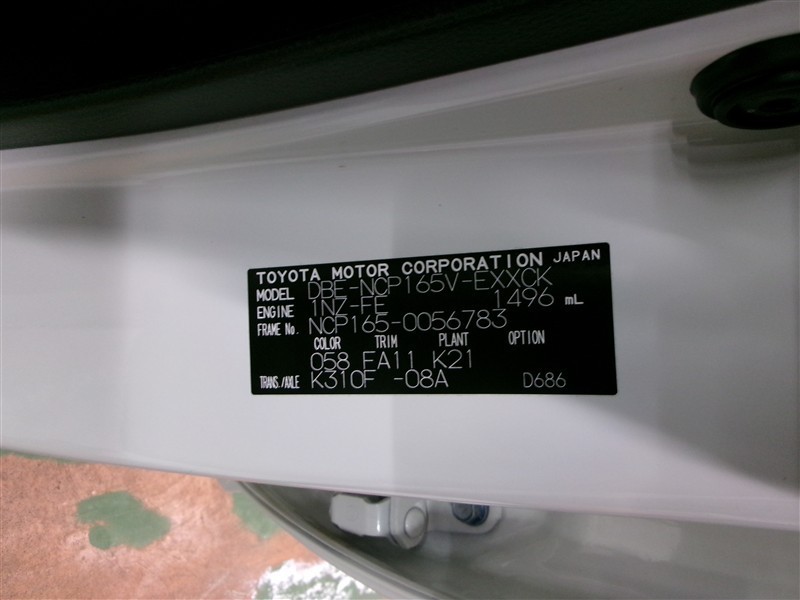 TOYOTA MOTOR CORPORATION JAPAN
MODEL DBE-NCP165V-EXXCK
ENGINE 1NZ-FE 1496 mL
FRAME No. NCP165-0056783
COLOR TRIM PLANT OPTION
058 FA11 K21
TRANS./AXLE K310F -08A D686